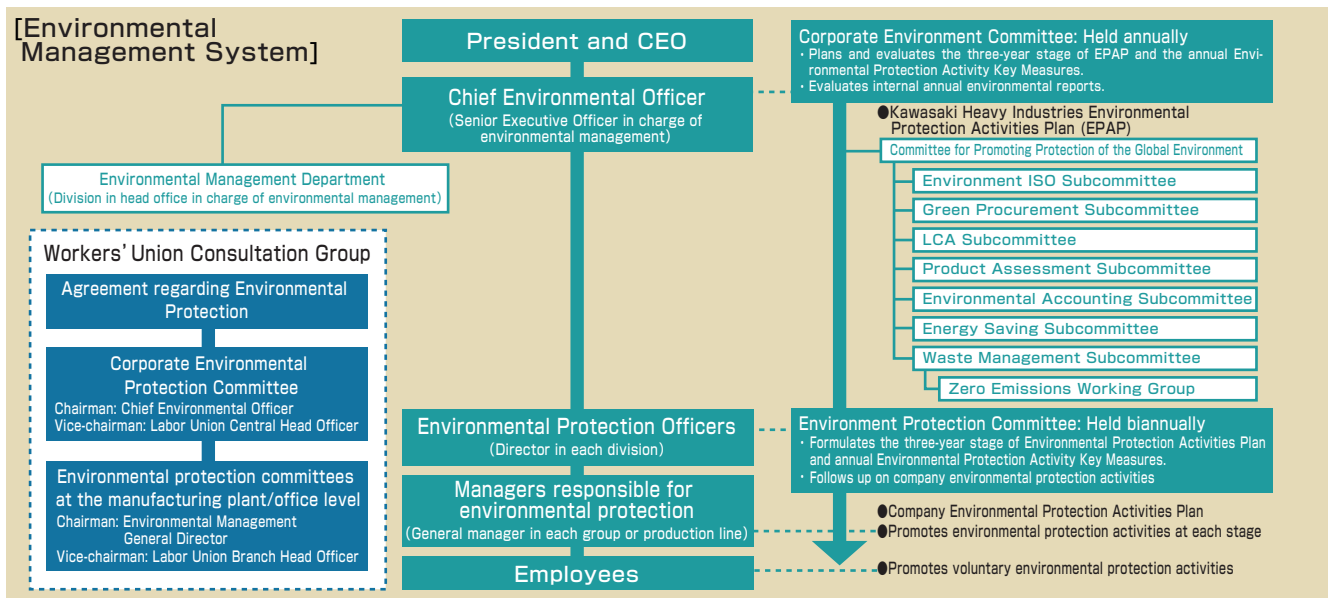 [Environmental
Management System]
President and CEO
Chief Environmental Officer
(Senior Executive Officer in charge of
environmental management)
Environmental Management Department
(Division in head office in charge of environmental management)
Workers' Union Consultation Group
Agreement regarding Environmental
Protection
Corporate Environmental
Protection Committee
Chairman: Chief Environmental Officer
Vice-chairman: Labor Union Central Head Officer
Environmental protection committees
at the manufacturing plant/office level
Chairman: Environmental Management
General Director
Vice-chairman: Labor Union Branch Head Officer
Environmental Protection Officers
(Director in each division)
Managers responsible for
environmental protection
(General manager in each group or production line)
Employees
Corporate Environment Committee: Held annually
・Plans and evaluates the three-year stage of EPAP and the annual Envi-
ronmental Protection Activity Key Measures.
・Evaluates internal annual environmental reports.
●Kawasaki Heavy Industries Environmental
Protection Activities Plan (EPAP)
Committee for Promoting Protection of the Global Environment
Environment ISO Subcommittee
Green Procurement Subcommittee
LCA Subcommittee
Product Assessment Subcommittee
Environmental Accounting Subcommittee
Energy Saving Subcommittee
Waste Management Subcommittee
Zero Emissions Working Group
Environment Protection Committee: Held biannually
・Formulates the three-year stage of Environmental Protection Activities Plan
and annual Environmental Protection Activity Key Measures.
・Follows up on company environmental protection activities
●Company Environmental Protection Activities Plan
●Promotes environmental protection activities at each stage
●Promotes voluntary environmental protection activities